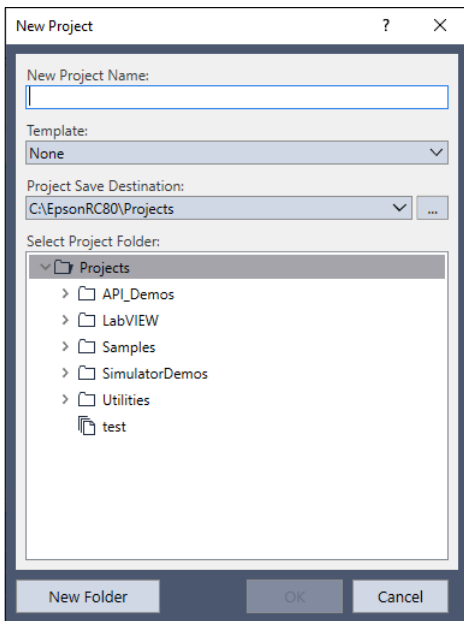 New Project
?
New Project Name:
Template:
None
Project Save Destination:
C:\EpsonRC80\Projects
...
Select Project Folder:
Projects
API_Demos
LabVIEW
Samples
SimulatorDemos
Utilities
test
New Folder
OK
Cancel